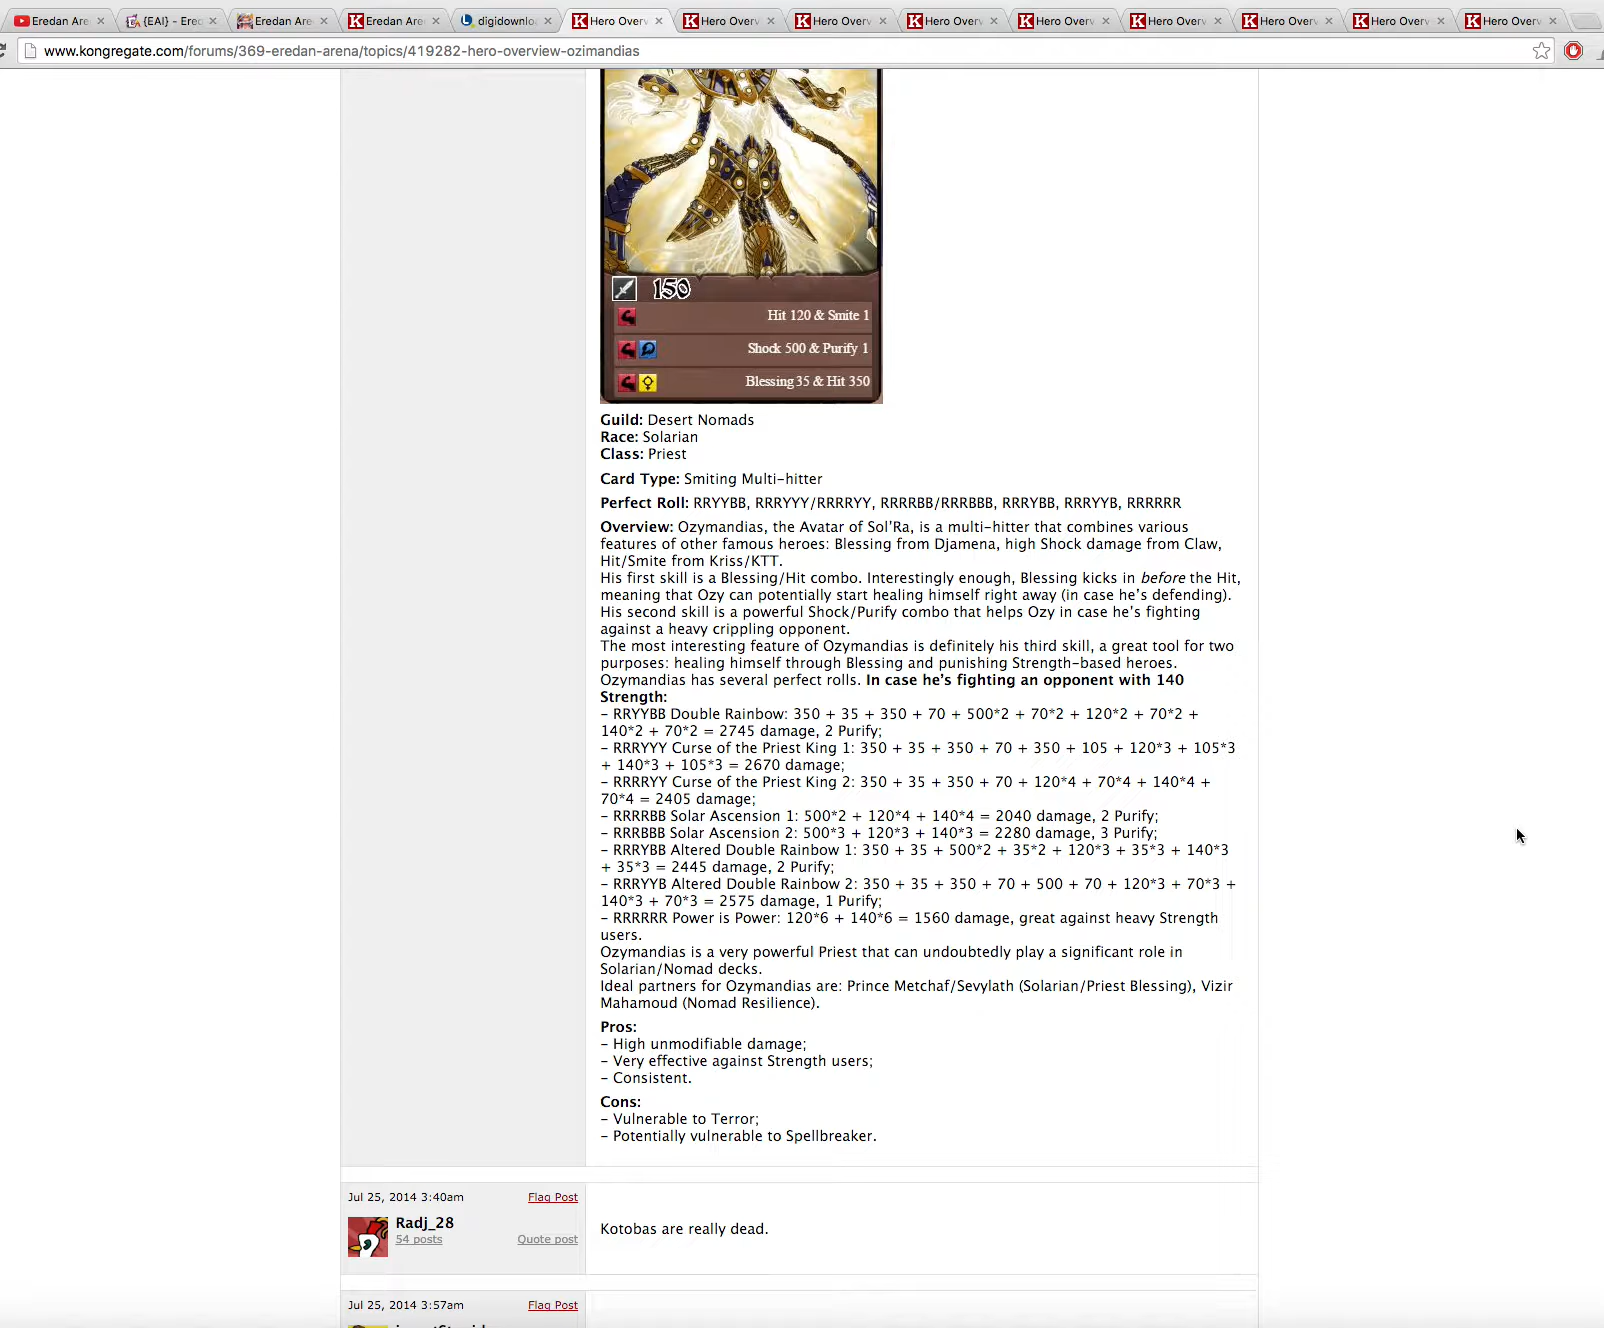 Eredan Are
{EAI} - Ered
Eredan Are
Eredan Are
digidownlo
Hero Overv
Hero Overv
Hero Overv
Hero Overv
Hero Overv
Hero Overv
Hero Overv
Hero Overv
Hero Overv
www.kongregate.com/forums/369-eredan-arena/topics/419282-hero-overview-ozimandias
150
Hit 120 & Smite 1
Shock 500 & Purify 1
Blessing 35 & Hit 350
Guild: Desert Nomads
Race: Solarian
Class: Priest
Card Type: Smiting Multi-hitter
Perfect Roll: RRYYBB, RRRYYY/RRRRYY, RRRRBB/RRRBBB, RRRYBB, RRRYYB, RRRRRR
Overview: Ozymandias, the Avatar of Sol'Ra, is a multi-hitter that combines various
features of other famous heroes: Blessing from Djamena, high Shock damage from Claw,
Hit/Smite from Kriss/KTT.
His first skill is a Blessing/Hit combo. Interestingly enough, Blessing kicks in before the Hit,
meaning that Ozy can potentially start healing himself right away (in case he's defending).
His second skill is a powerful Shock/Purify combo that helps Ozy in case he's fighting
against a heavy crippling opponent.
The most interesting feature of Ozymandias is definitely his third skill, a great tool for two
purposes: healing himself through Blessing and punishing Strength-based heroes.
Ozymandias has several perfect rolls. In case he's fighting an opponent with 140
Strength:
- RRYYBB Double Rainbow: 350 + 35 + 350 + 70 + 500*2 + 70*2 + 120*2 + 70*2 +
140*2 + 70*2 = 2745 damage, 2 Purify;
- RRRYYY Curse of the Priest King 1: 350 + 35 + 350 + 70 + 350 + 105 + 120*3 + 105*3
+ 140*3 + 105*3 = 2670 damage;
- RRRRYY Curse of the Priest King 2: 350 + 35 + 350 + 70 + 120*4 + 70*4 + 140*4 +
70*4 = 2405 damage;
- RRRRBB Solar Ascension 1: 500*2 + 120*4 + 140*4 = 2040 damage, 2 Purify;
- RRRBBB Solar Ascension 2: 500*3 + 120*3 + 140*3 = 2280 damage, 3 Purify;
- RRRYBB Altered Double Rainbow 1: 350 + 35 + 500*2 + 35*2 + 120*3 + 35*3 + 140*3
+ 35*3 = 2445 damage, 2 Purify;
- RRRYYB Altered Double Rainbow 2: 350 + 35 + 350 + 70 + 500 + 70 + 120*3 + 70*3 +
140*3 + 70*3 = 2575 damage, 1 Purify;
- RRRRRR Power is Power: 120*6 + 140*6 = 1560 damage, great against heavy Strength
users.
Ozymandias is a very powerful Priest that can undoubtedly play a significant role in
Solarian/Nomad decks.
Ideal partners for Ozymandias are: Prince Metchaf/Sevylath (Solarian/Priest Blessing), Vizir
Mahamoud (Nomad Resilience).
Pros:
- High unmodifiable damage;
- Very effective against Strength users;
- Consistent.
Cons:
- Vulnerable to Terror;
- Potentially vulnerable to Spellbreaker.
Jul 25, 2014 3:40am
Flag Post
Radj_28
54 posts
Quote post
Kotobas are really dead.
Jul 25, 2014 3:57am
Flag Post